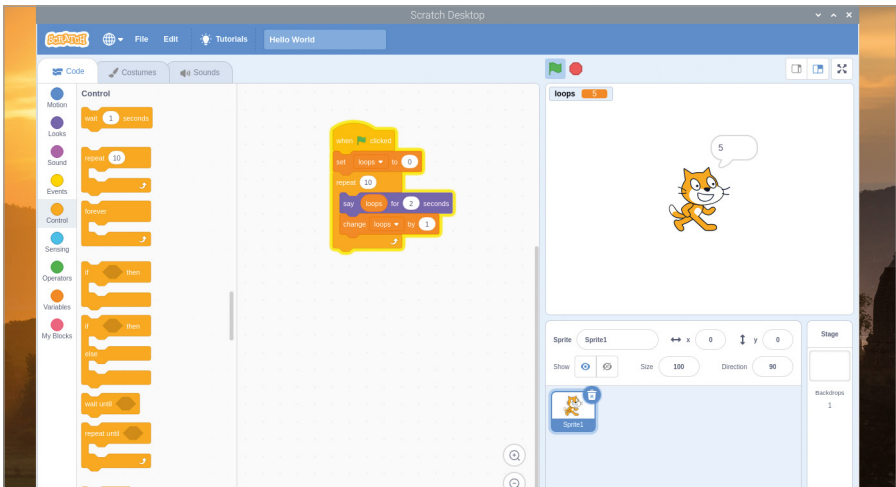 Scratch Desktop
SCRATCH File Edit Tutorials Hello World
Code Costumes Sounds
Motion
Looks
Sound
Events
Control
Sensing
Operators
Variables
My Blocks
Control
wait 1 seconds
repeat 10
forever
if then
if then
else
wait until
repeat until
when clicked
set loops to 0
repeat 10
say loops for 2 seconds
change loops by 1
loops 5
5
Sprite Sprite1 x 0 y 0
Show Size 100 Direction 90
Sprite1
Stage
Backdrops
1